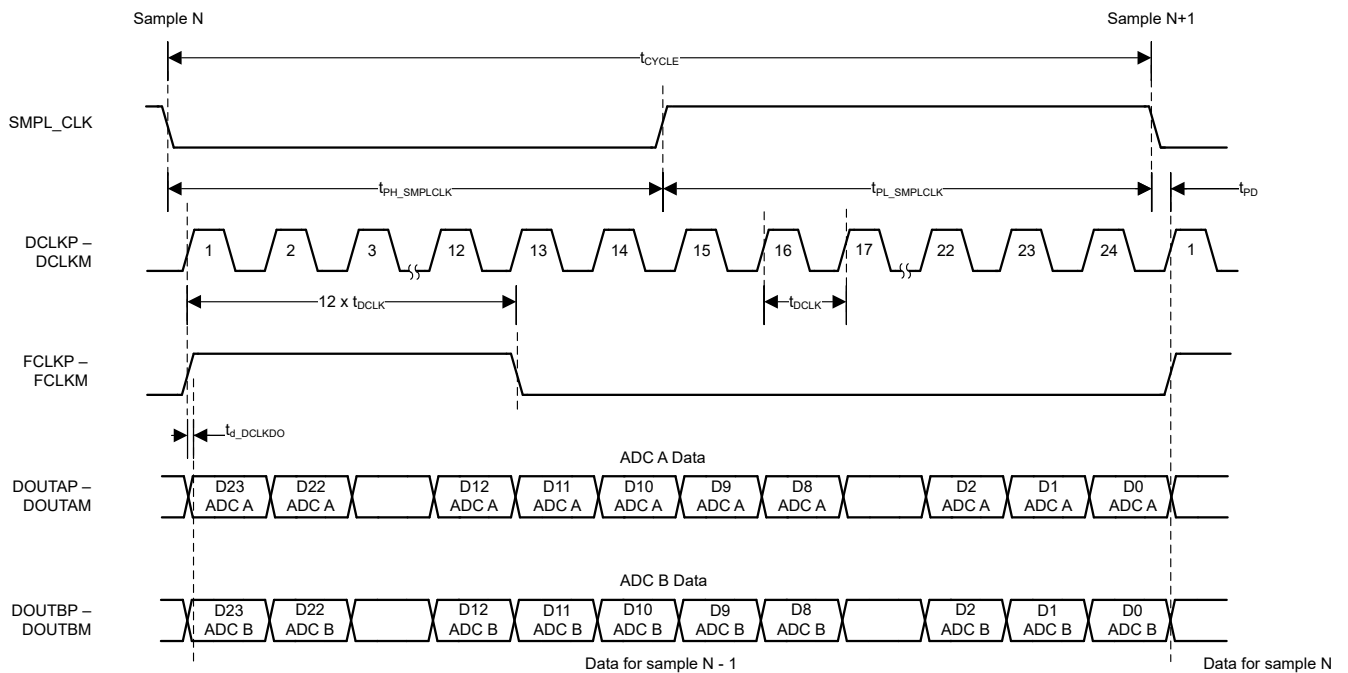 Sample N
Sample N+1
tCYCLE
SMPL_CLK
tPH_SMPLCLK
tPL_SMPLCLK
tPD
DCLKP –
DCLKM
1 2 3 12 13 14 15 16 17 22 23 24 1
12 x tDCLK
tDCLK
FCLKP –
FCLKM
td_DCLKDO
ADC A Data
DOUTAP –
DOUTAM
D23 D22 D12 D11 D10 D9 D8 D2 D1 D0
ADC A ADC A ADC A ADC A ADC A ADC A ADC A ADC A ADC A ADC A
ADC B Data
DOUTBP –
DOUTBM
D23 D22 D12 D11 D10 D9 D8 D2 D1 D0
ADC B ADC B ADC B ADC B ADC B ADC B ADC B ADC B ADC B ADC B
Data for sample N - 1
Data for sample N